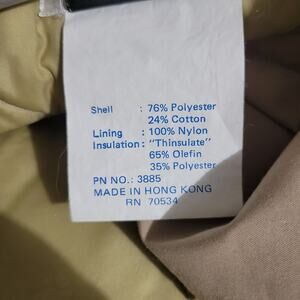 Shell : 76% Polyester
24% Cotton
Lining : 100% Nylon
Insulation : "Thinsulate"
65% Olefin
35% Polyester
PN NO.: 3885
MADE IN HONG KONG
RN 70534